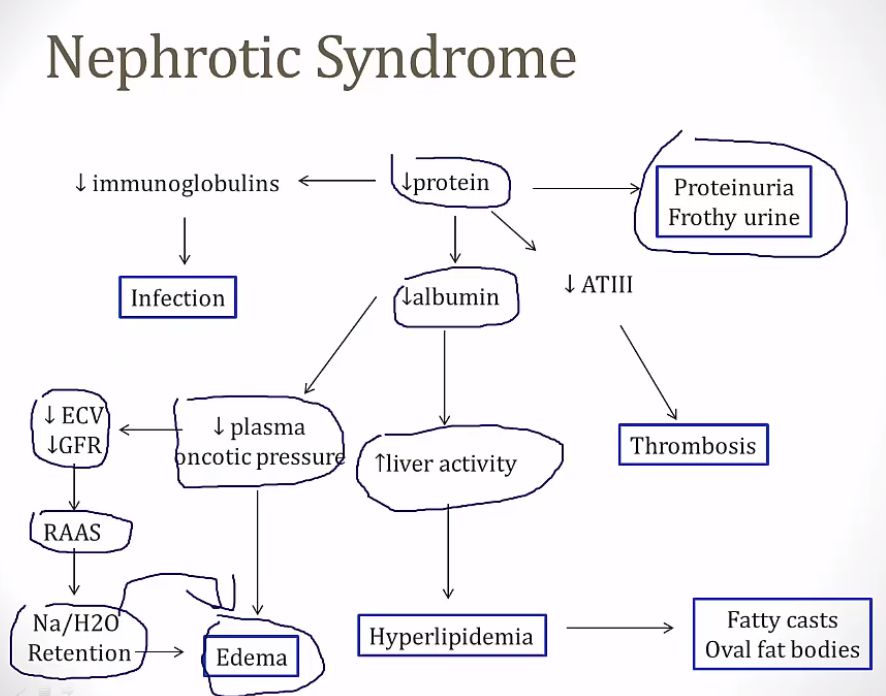 Nephrotic Syndrome
↓ immunoglobulins
↓protein
Proteinuria
Frothy urine
Infection
↓albumin
↓ ATIII
↓ ECV
↓GFR
↓ plasma
oncotic pressure
↑liver activity
Thrombosis
RAAS
Na/H2O
Retention
Edema
Hyperlipidemia
Fatty casts
Oval fat bodies